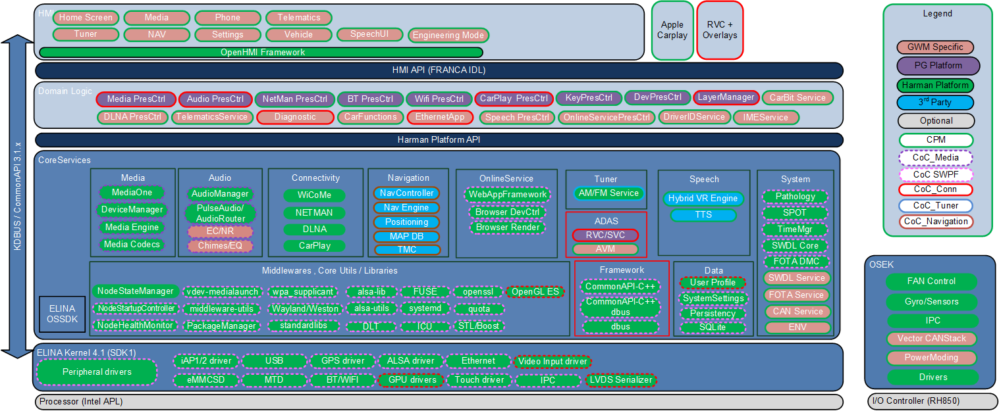 HMI
Home Screen
Media
Phone
Telematics
Tuner
NAV
Settings
Vehicle
SpeechUI
Engineering Mode
OpenHMI Framework
Apple
Carplay
RVC +
Overlays
HMI API (FRANCA IDL)
Domain Logic
Media PresCtrl
Audio PresCtrl
NetMan PresCtrl
BT PresCtrl
Wifi PresCtrl
CarPlay PresCtrl
KeyPresCtrl
DevPresCtrl
LayerManager
CarBit Service
DLNA PresCtrl
TelematicsService
Diagnostic
CarFunctions
EthernetApp
Speech PresCtrl
OnlineServicePresCtrl
DriverIDService
IMEService
Harman Platform API
KDBUS / CommonAPI 3.1.x
CoreServices
Media
MediaOne
DeviceManager
Media Engine
Media Codecs
Audio
AudioManager
PulseAudio/
AudioRouter
EC/NR
Chimes/EQ
Connectivity
WiCoMe
NETMAN
DLNA
CarPlay
Navigation
NavController
Nav Engine
Positioning
MAP DB
TMC
OnlineService
WebAppFramework
Browser DevCtrl
Browser Render
Tuner
AM/FM Service
ADAS
RVC/SVC
AVM
Speech
Hybrid VR Engine
TTS
System
Pathology
SPOT
TimeMgr
SWDL Core
FOTA DMC
SWDL Service
FOTA Service
CAN Service
ENV
ELINA
OSSDK
Middlewares , Core Utils / Libraries
NodeStateManager
vdev-medialaunch
wpa_supplicant
alsa-lib
FUSE
openssl
OpenGL ES
NodeStartupController
middleware-utils
Wayland/Weston
alsa-utils
systemd
quota
NodeHealthMonitor
PackageManager
standardlibs
DLT
ICU
STL/Boost
Framework
CommonAPI-C++
CommonAPI-C++
dbus
dbus
Data
User Profile
SystemSettings
Persistency
SQLite
ELINA Kernel 4.1 (SDK1)
Peripheral drivers
iAP1/2 driver
USB
GPS driver
ALSA driver
Ethernet
Video Input driver
eMMCSD
MTD
BT/WIFI
GPU drivers
Touch driver
IPC
LVDS Serializer
Processor (Intel APL)
Legend
GWM Specific
PG Platform
Harman Platform
3rd Party
Optional
CPM
CoC_Media
CoC SWPF
CoC_Conn
CoC_Tuner
CoC_Navigation
OSEK
FAN Control
Gyro/Sensors
IPC
Vector CANStack
PowerModing
Drivers
I/O Controller (RH850)